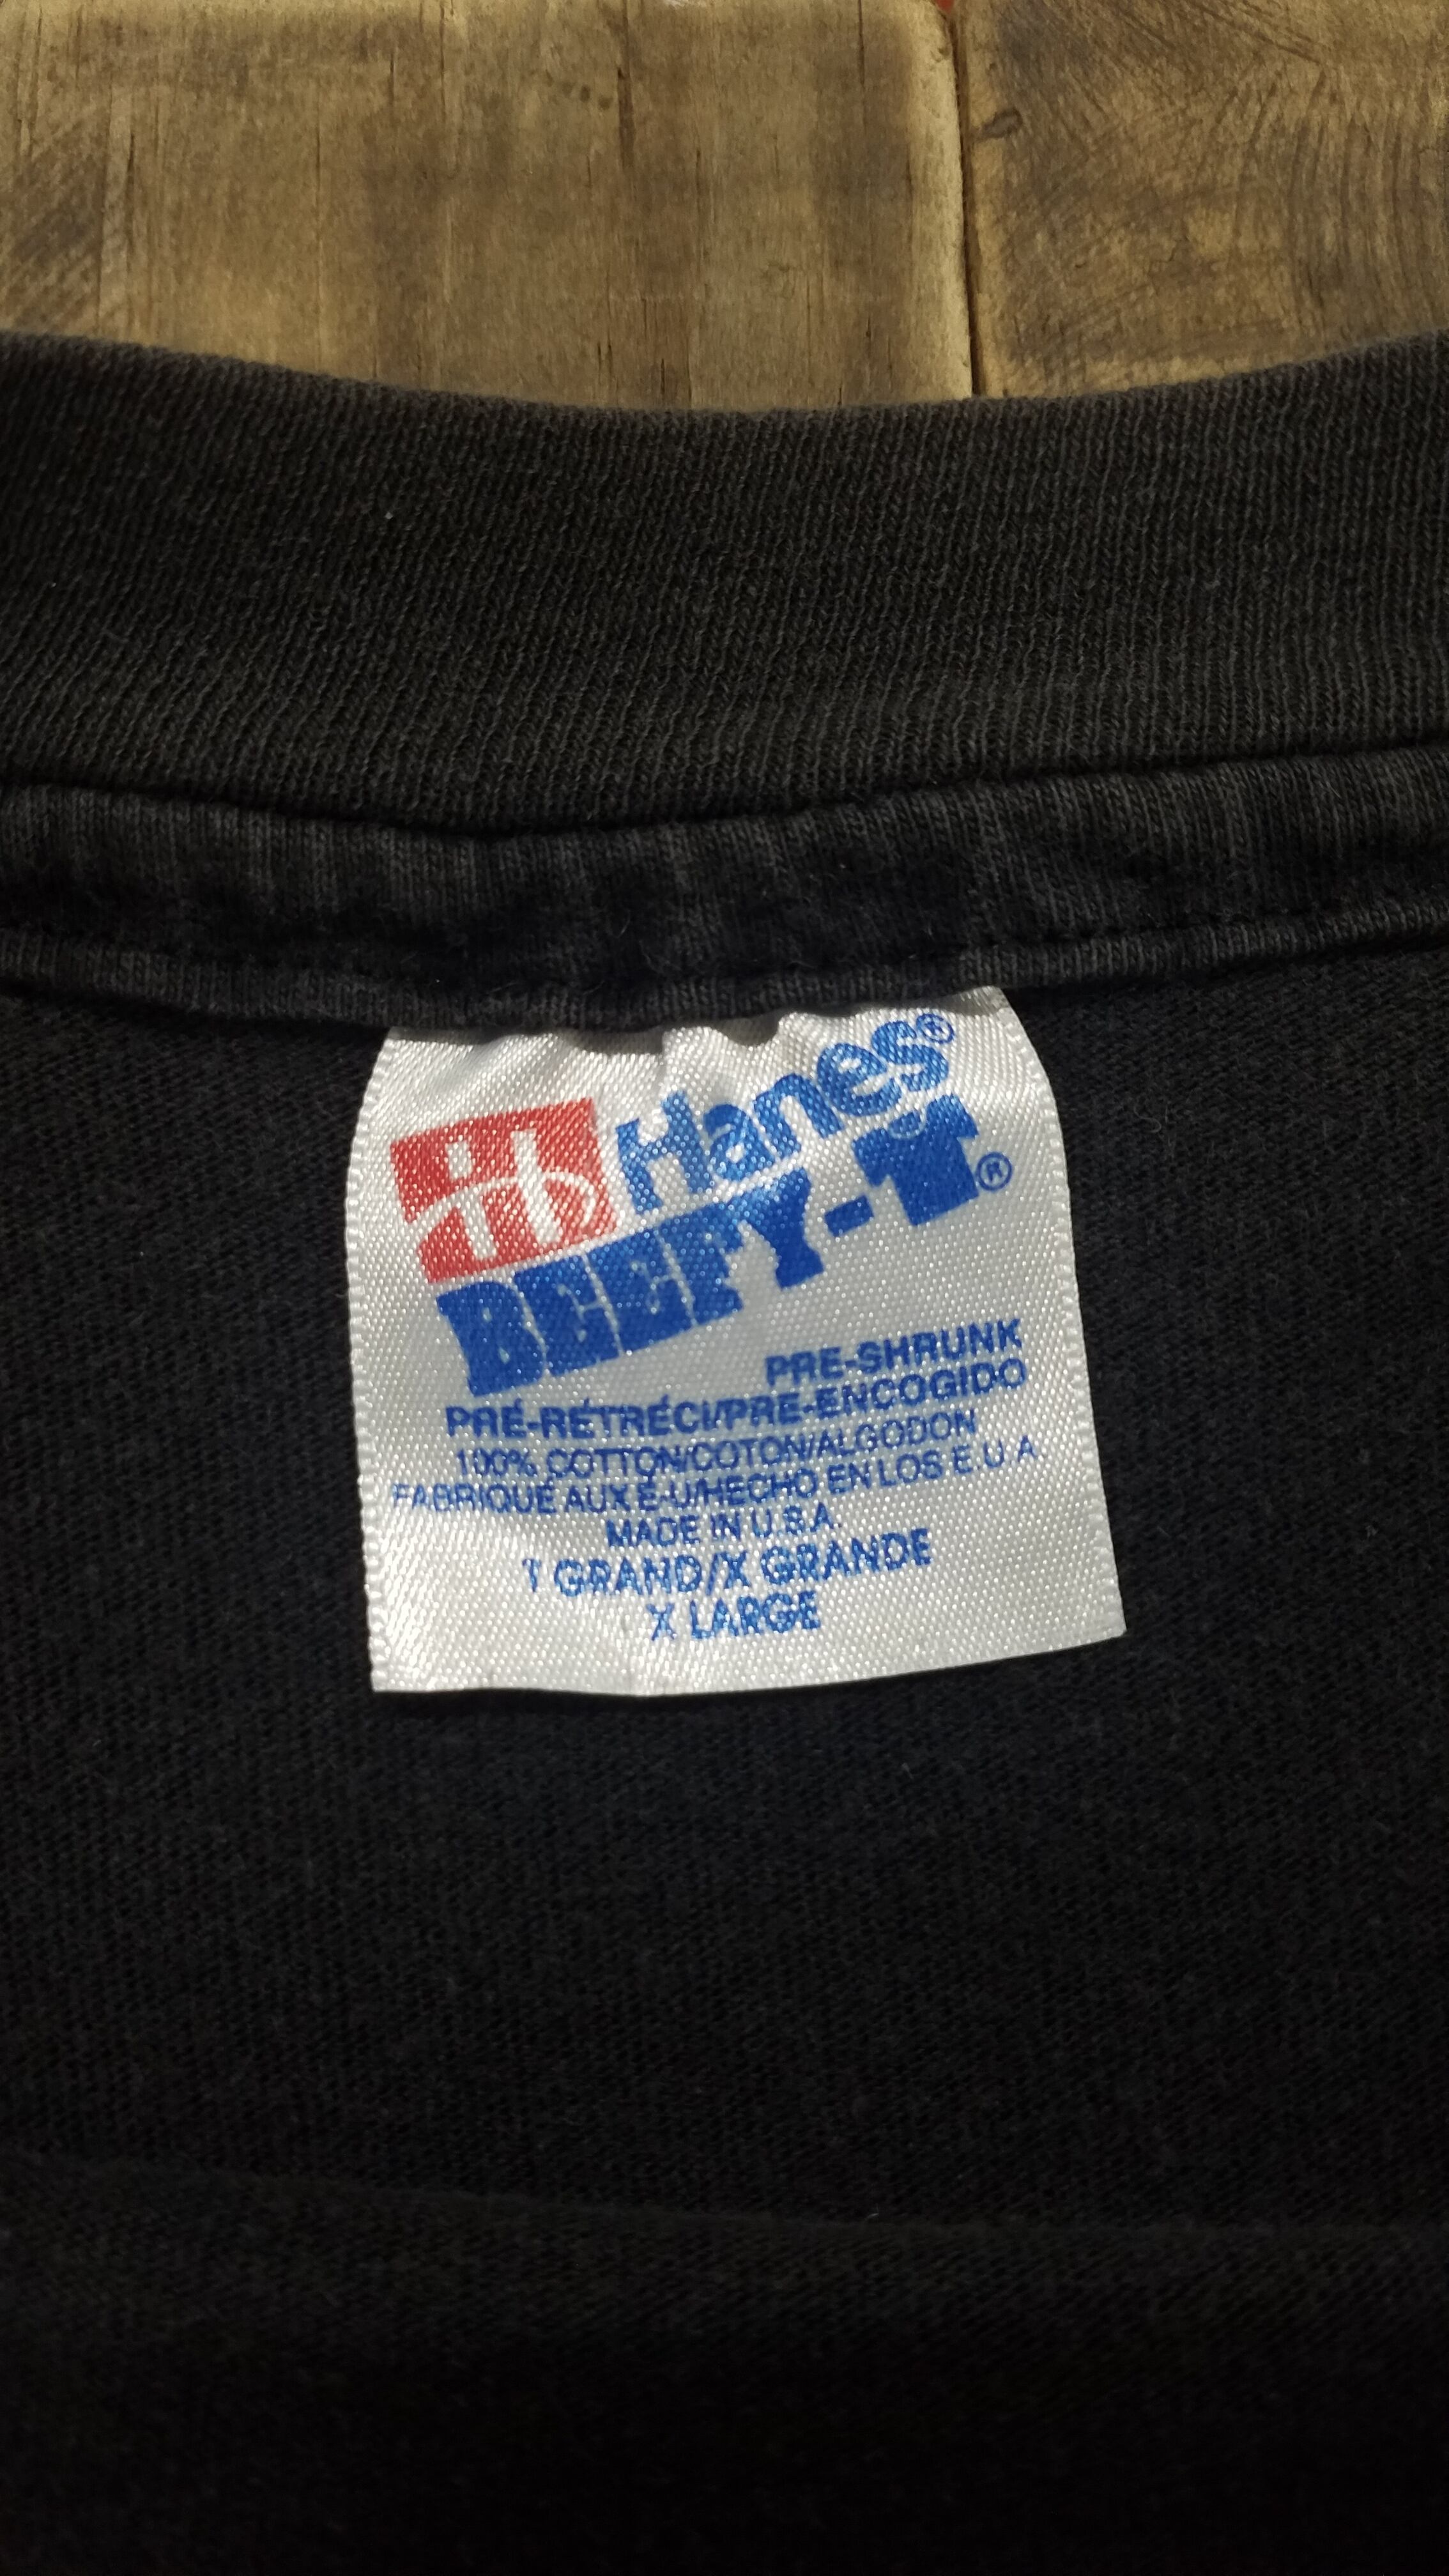 Hanes®
BEEFY-T®
PRE-SHRUNK
PRÉ-RÉTRÉCI/PRE-ENCOGIDO
100% COTTON/COTON/ALGODON
FABRIQUÉ AUX É-U/HECHO EN LOS E.U.A
MADE IN U.S.A.
T GRAND/X GRANDE
X LARGE